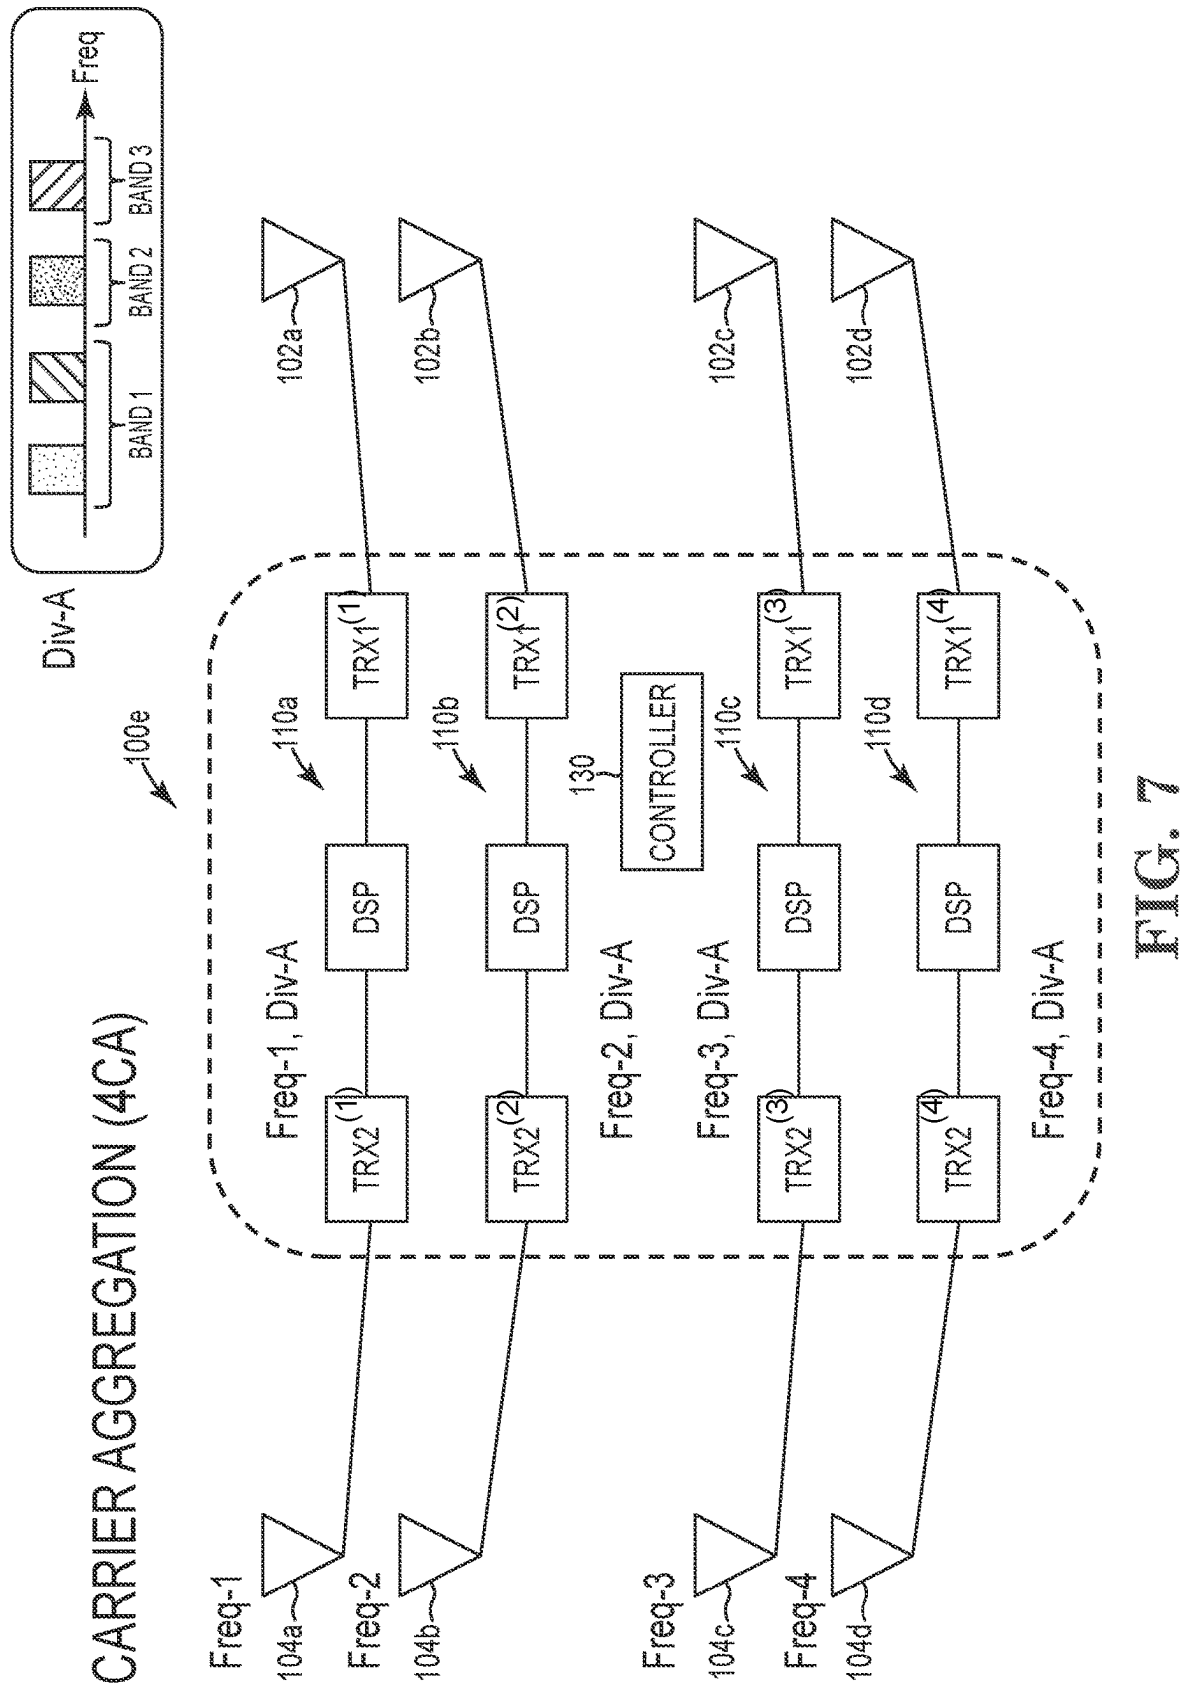 CARRIER AGGREGATION (4CA)
Div-A
Freq
BAND 1
BAND 2
BAND 3
100e
Freq-1
104a
102a
Freq-1, Div-A
110a
TRX2(1)
DSP
TRX1(1)
Freq-2
104b
102b
110b
TRX2(2)
DSP
TRX1(2)
Freq-2, Div-A
130
CONTROLLER
Freq-3
104c
102c
Freq-3, Div-A
110c
TRX2(3)
DSP
TRX1(3)
Freq-4
104d
102d
110d
TRX2(4)
DSP
TRX1(4)
Freq-4, Div-A
FIG. 7